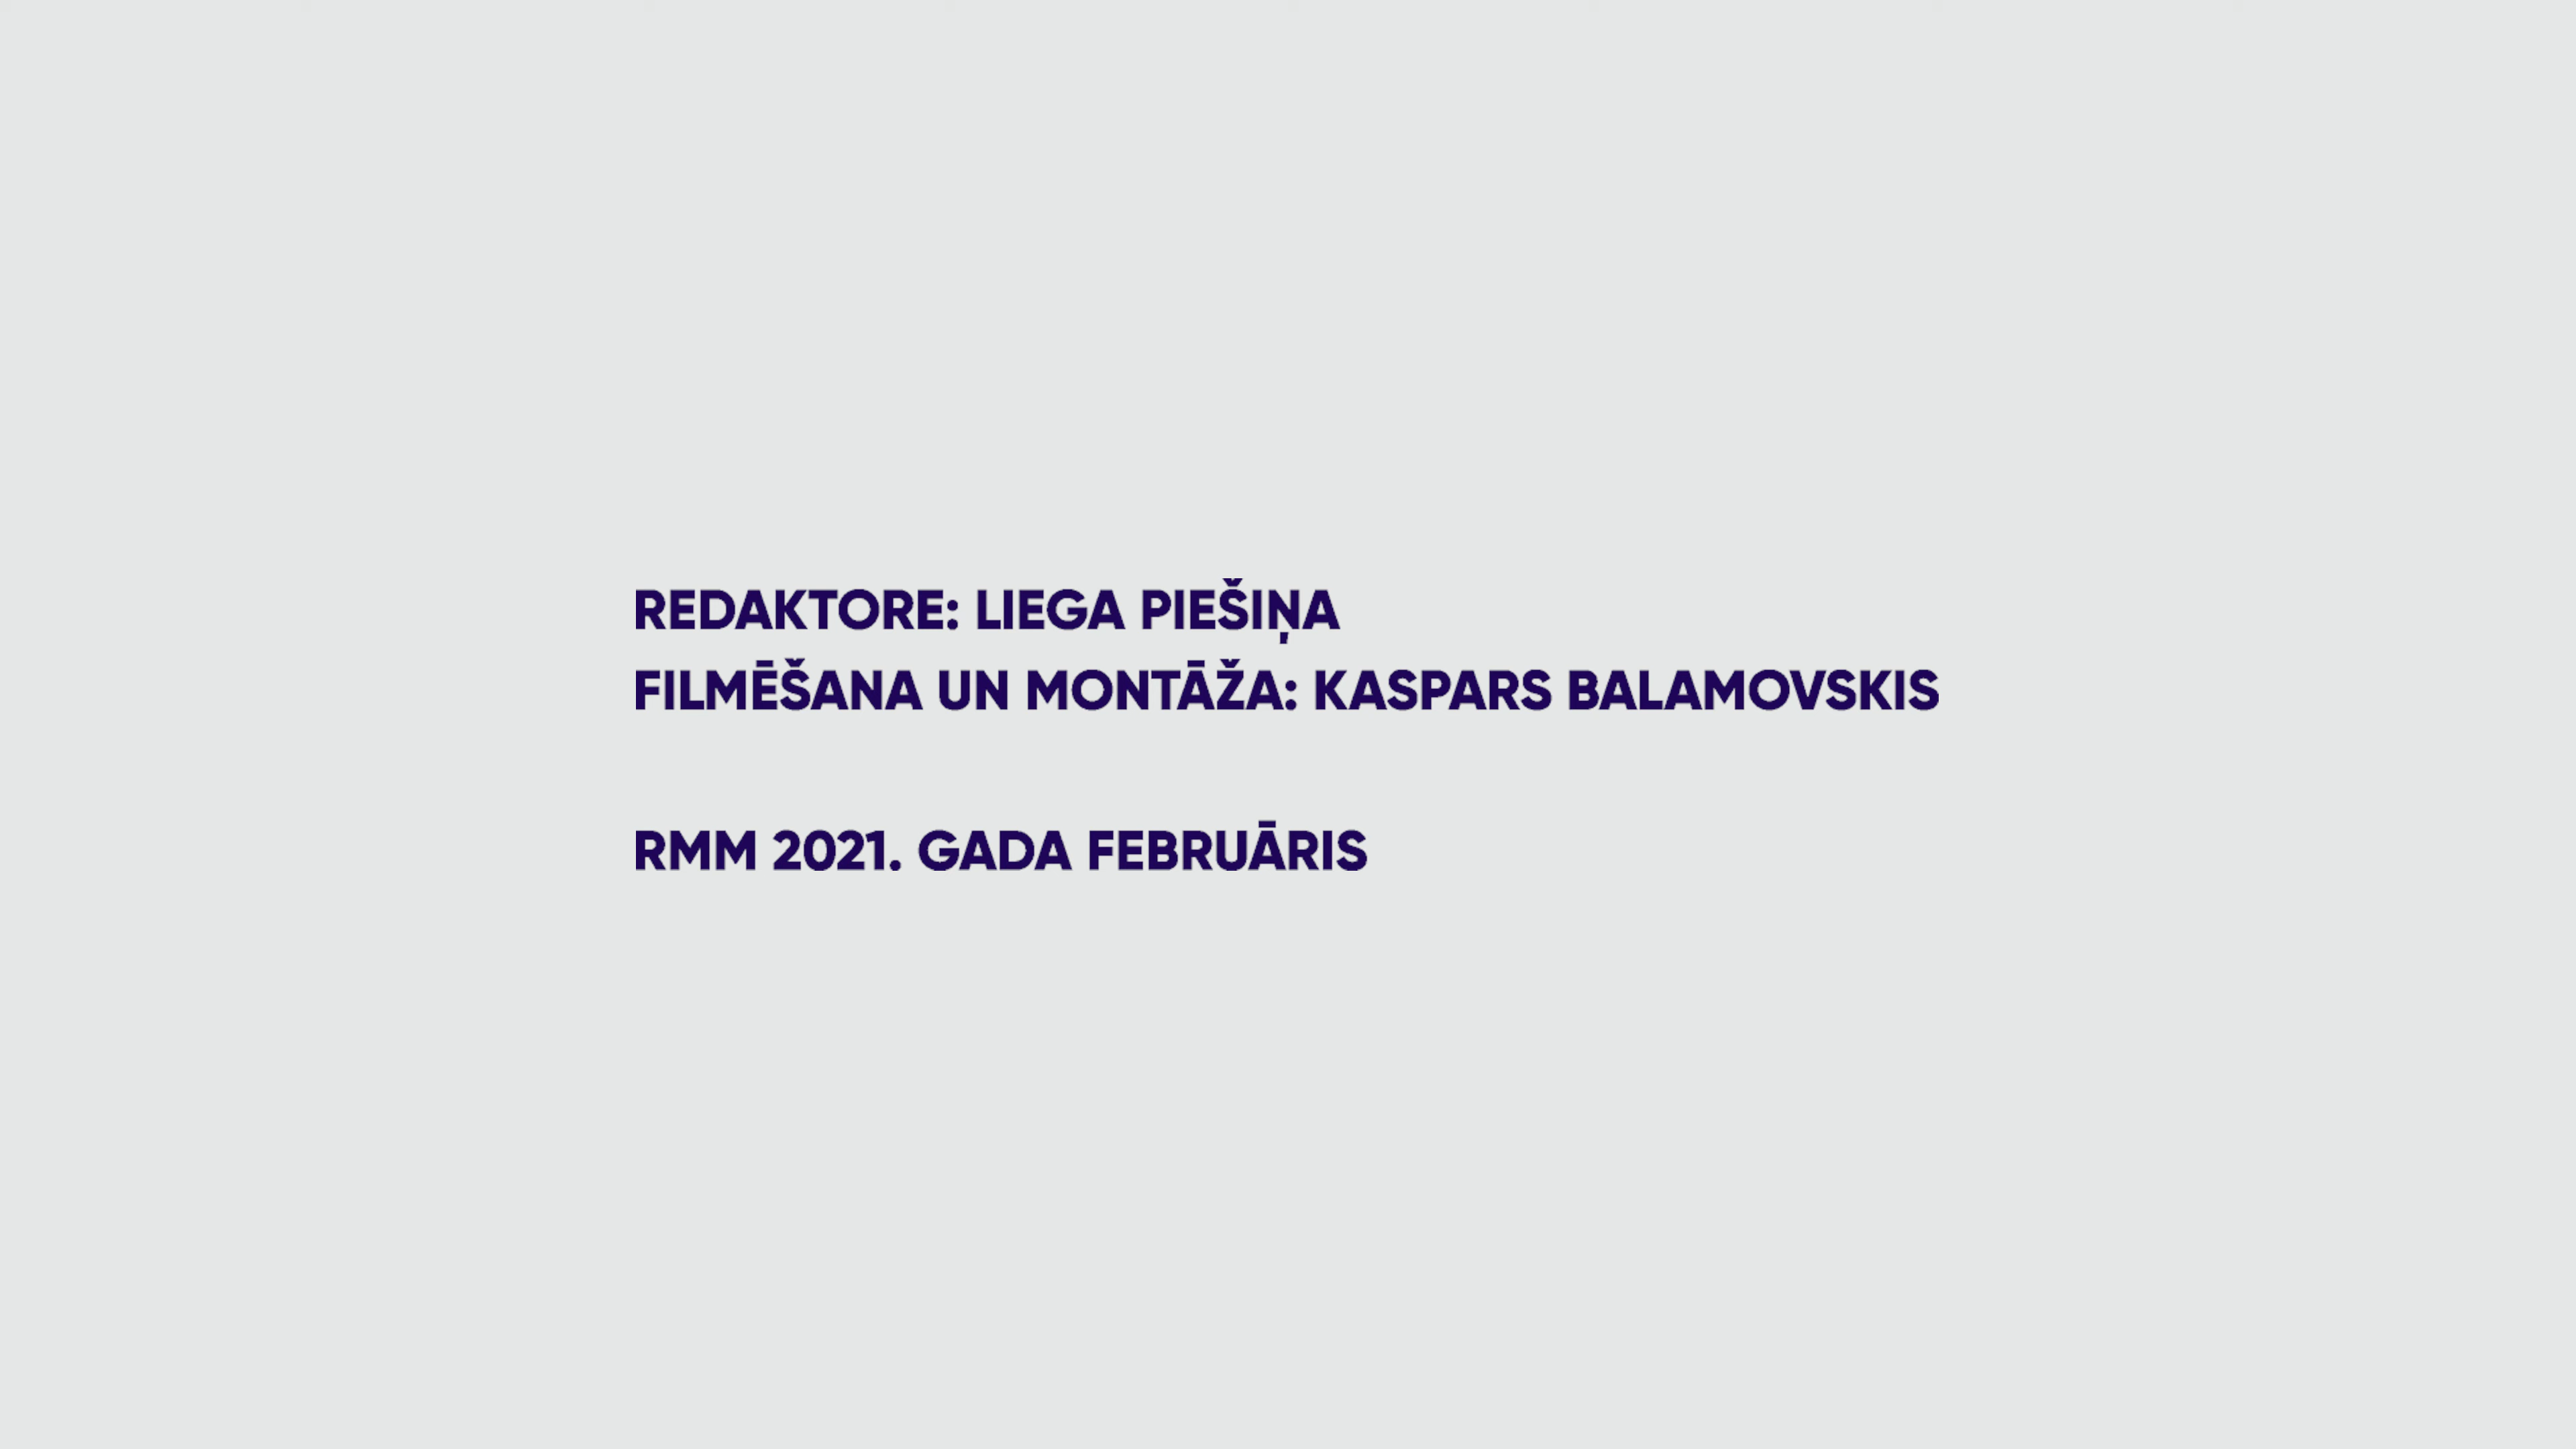 REDAKTORE: LIEGA PIEŠIŅA
FILMĒŠANA UN MONTĀŽA: KASPARS BALAMOVSKIS
RMM 2021. GADA FEBRUĀRIS